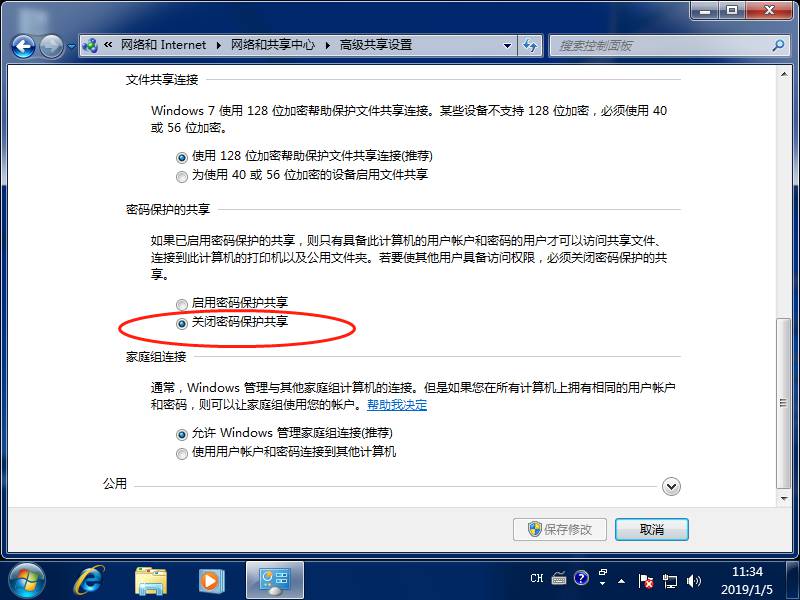 « 网络和 Internet ▸ 网络和共享中心 ▸ 高级共享设置
搜索控制面板
文件共享连接
Windows 7 使用 128 位加密帮助保护文件共享连接。某些设备不支持 128 位加密，必须使用 40
或 56 位加密。
使用 128 位加密帮助保护文件共享连接(推荐)
为使用 40 或 56 位加密的设备启用文件共享
密码保护的共享
如果已启用密码保护的共享，则只有具备此计算机的用户帐户和密码的用户才可以访问共享文件、
连接到此计算机的打印机以及公用文件夹。若要使其他用户具备访问权限，必须关闭密码保护的共
享。
启用密码保护共享
关闭密码保护共享
家庭组连接
通常，Windows 管理与其他家庭组计算机的连接。但是如果您在所有计算机上拥有相同的用户帐户
和密码，则可以让家庭组使用您的帐户。帮助我决定
允许 Windows 管理家庭组连接(推荐)
使用用户帐户和密码连接到其他计算机
公用
保存修改
取消
CH
11:34
2019/1/5